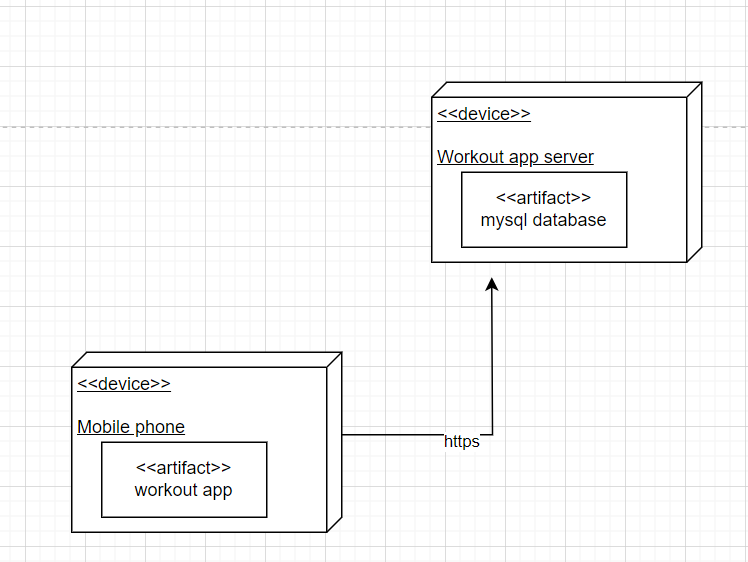 <<device>>
Workout app server
<<artifact>>
mysql database
<<device>>
Mobile phone
<<artifact>>
workout app
https